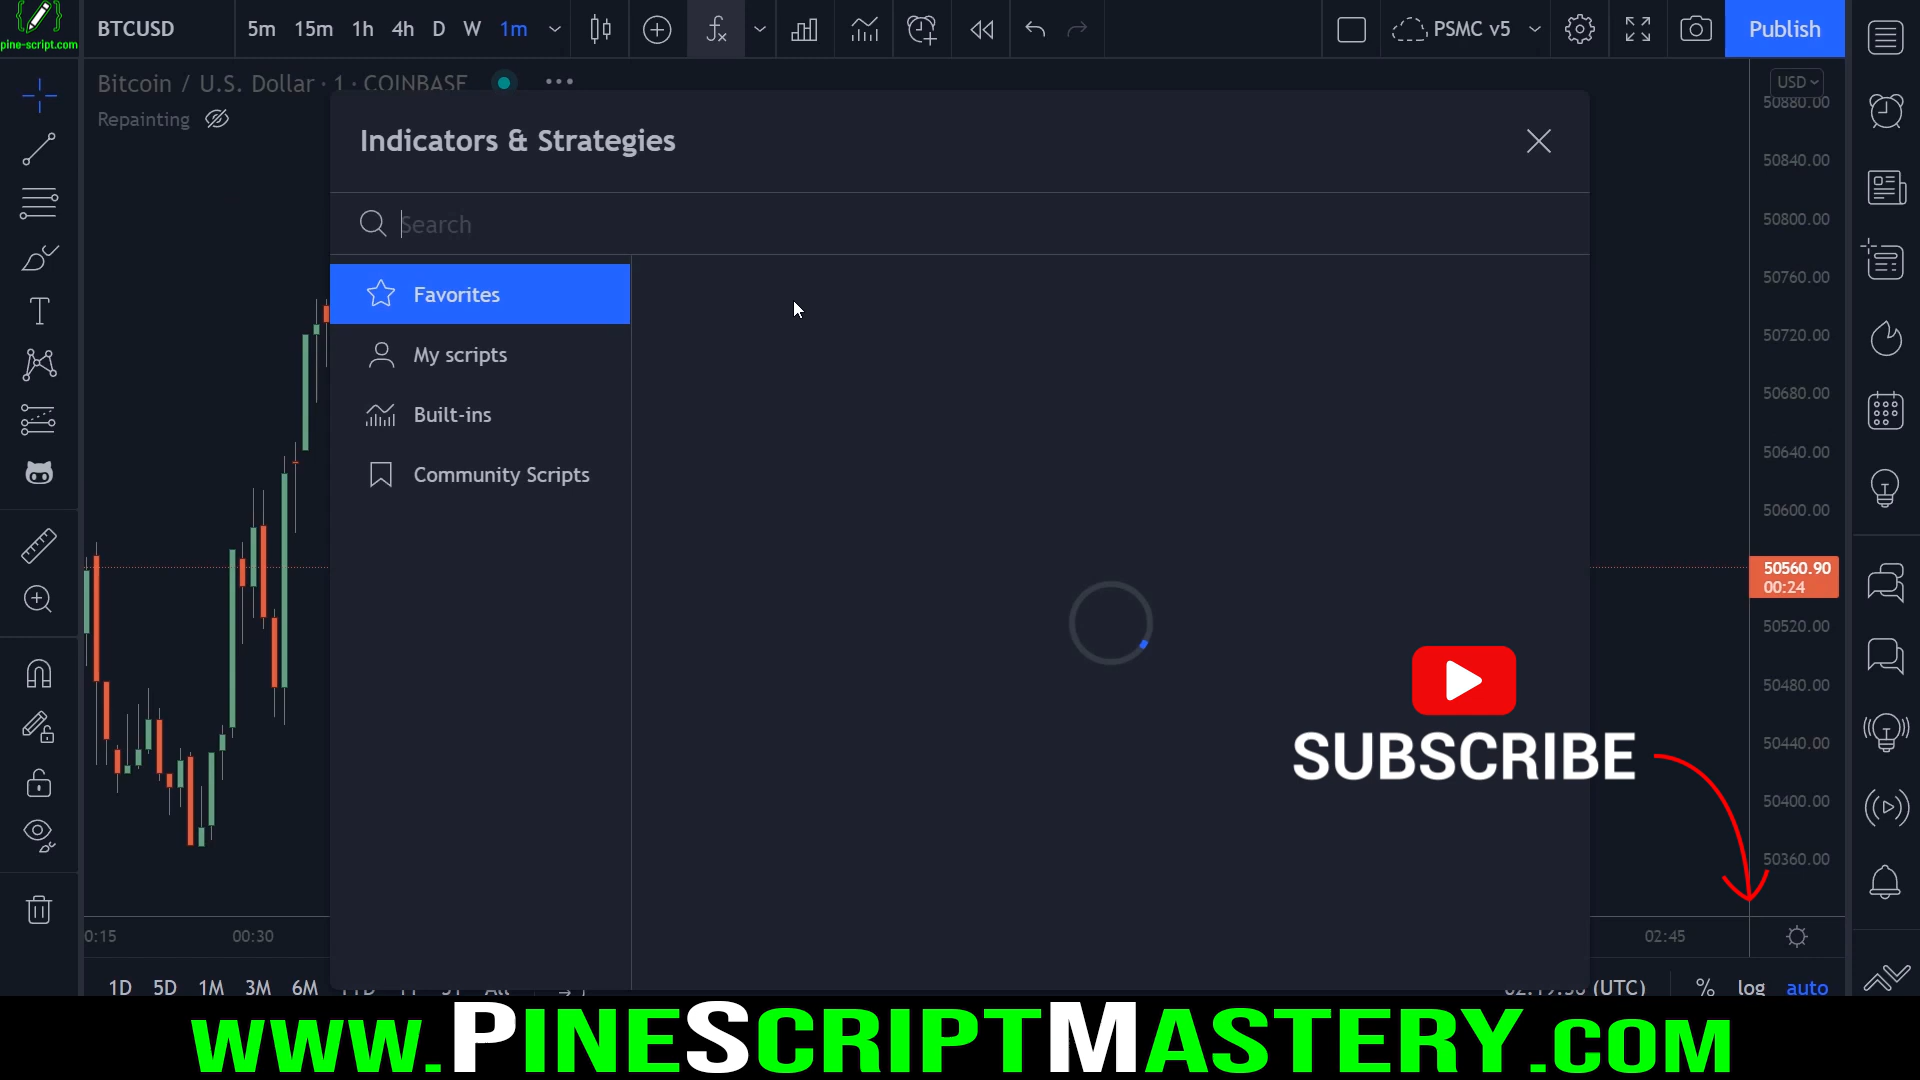 pine-script.com
BTCUSD
5m 15m 1h 4h D W 1m
PSMC v5
Publish
Bitcoin / U.S. Dollar · 1 · COINBASE
Repainting
USD
Indicators & Strategies
Search
Favorites
My scripts
Built-ins
Community Scripts
50880.00
50840.00
50800.00
50760.00
50720.00
50680.00
50640.00
50600.00
50560.90
00:24
50520.00
50480.00
50440.00
50400.00
50360.00
SUBSCRIBE
0:15 00:30 02:45
1D 5D 1M 3M 6M
(UTC) % log auto
www.PineScriptMastery.com